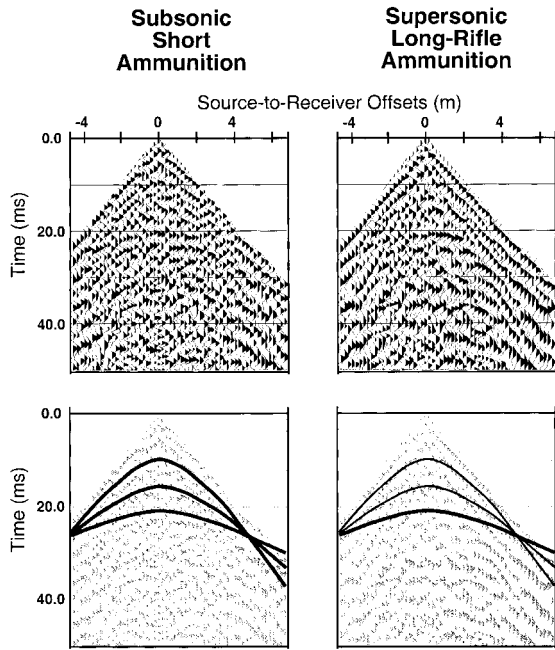 Subsonic
Short
Ammunition
Supersonic
Long-Rifle
Ammunition
Source-to-Receiver Offsets (m)
-4 0 4
-4 0 4
0.0
20.0
40.0
Time (ms)
0.0
20.0
40.0
Time (ms)